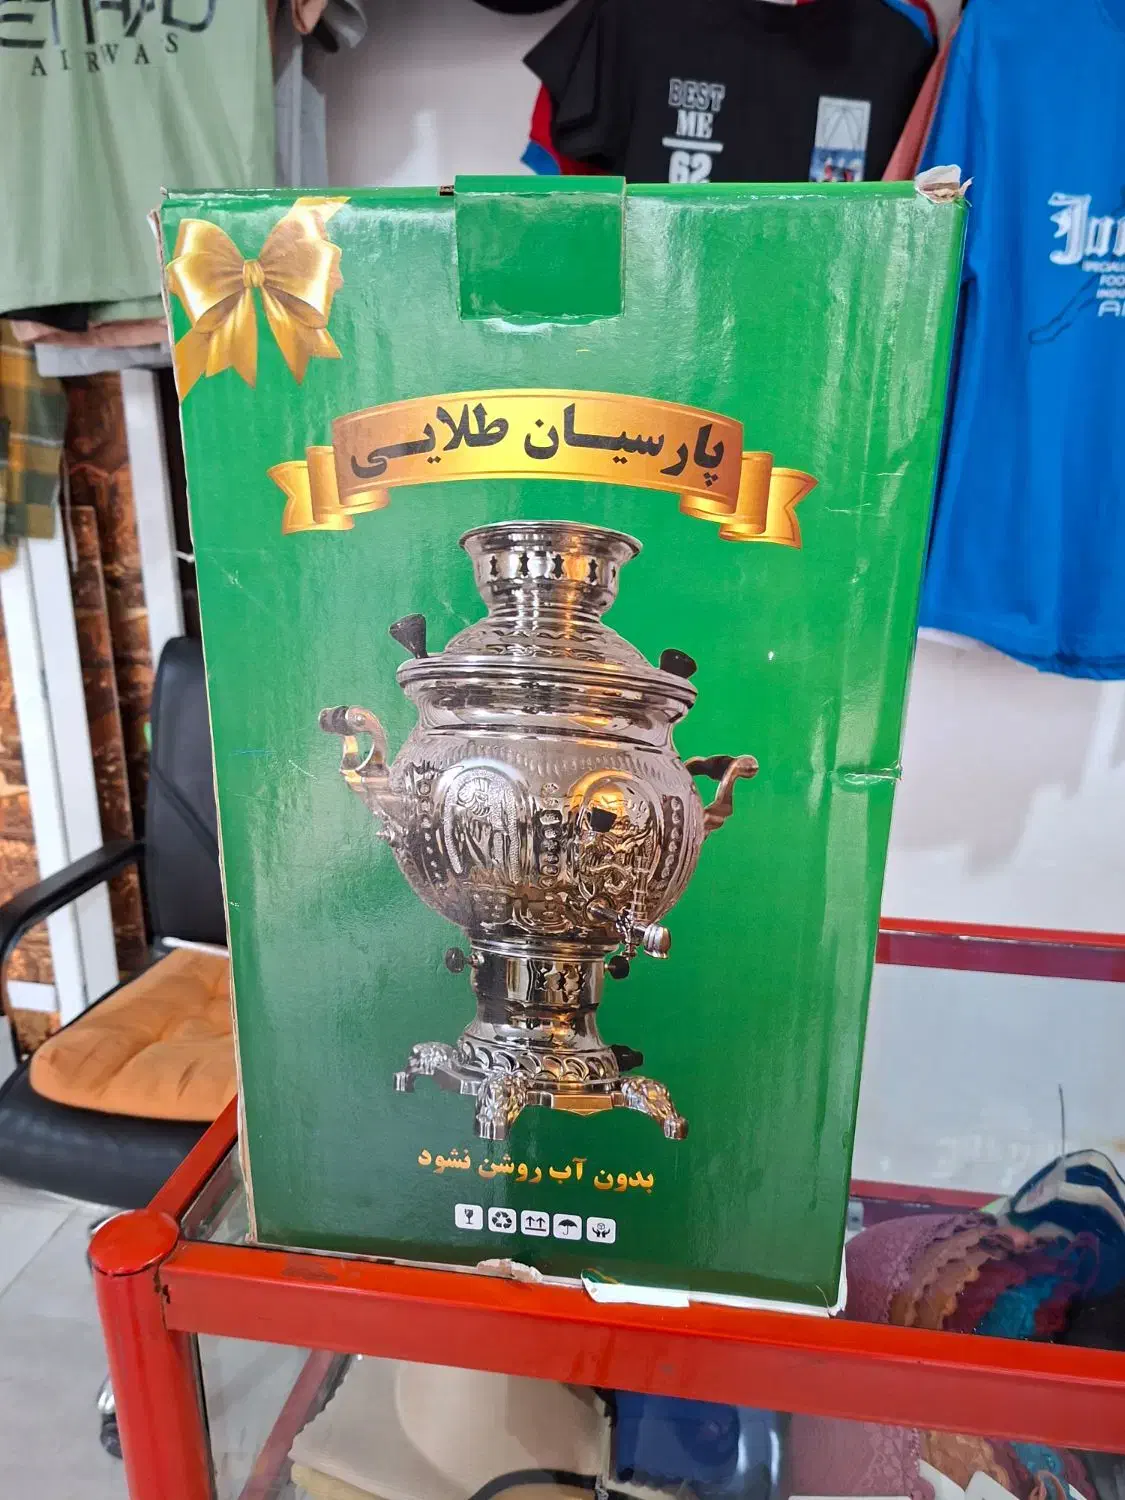 AIRWAS
BEST
ME
62
پارسیان طلایی
بدون آب روشن نشود